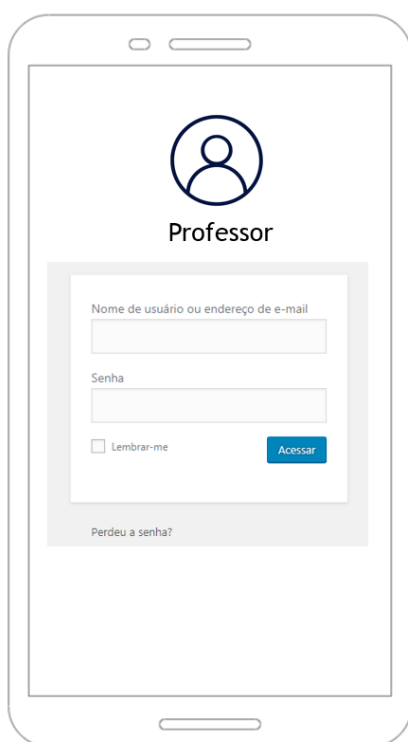 Professor
Nome de usuário ou endereço de e-mail
Senha
Lembrar-me
Acessar
Perdeu a senha?